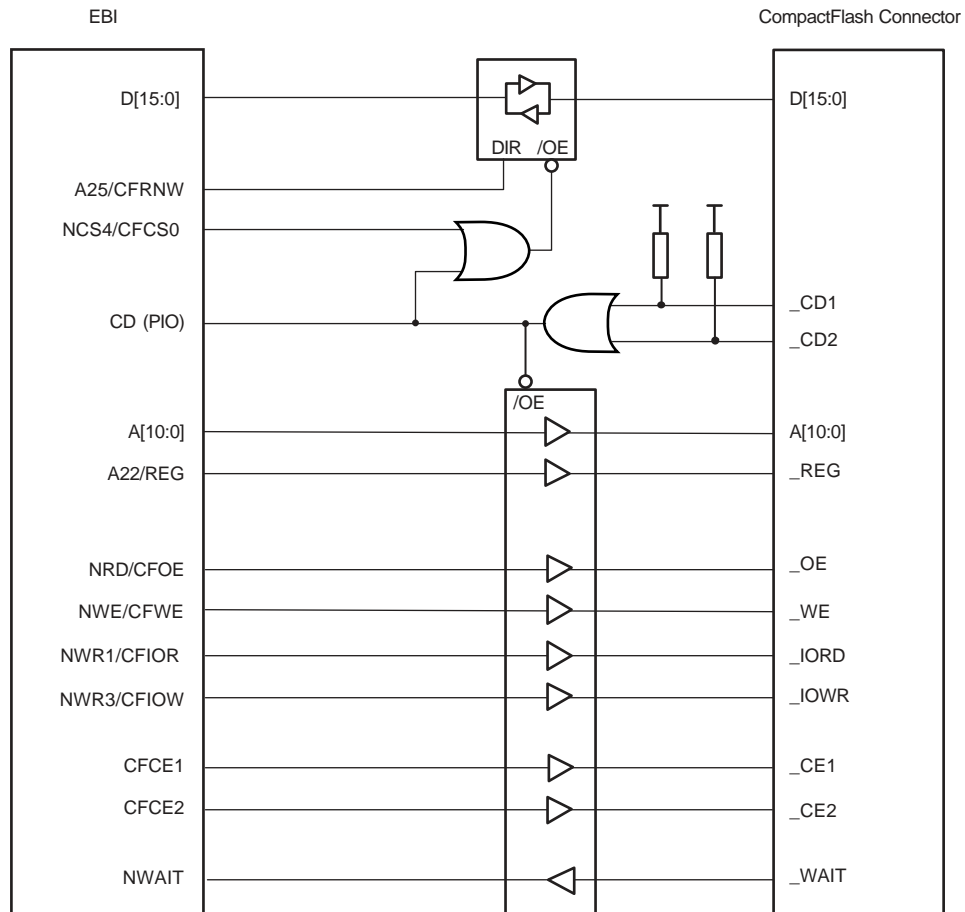 EBI CompactFlash Connector
D[15:0] D[15:0]
DIR /OE
A25/CFRNW
NCS4/CFCS0
_CD1
CD (PIO)
_CD2
/OE
A[10:0] A[10:0]
A22/REG _REG
NRD/CFOE _OE
NWE/CFWE _WE
NWR1/CFIOR _IORD
NWR3/CFIOW _IOWR
CFCE1 _CE1
CFCE2 _CE2
NWAIT _WAIT